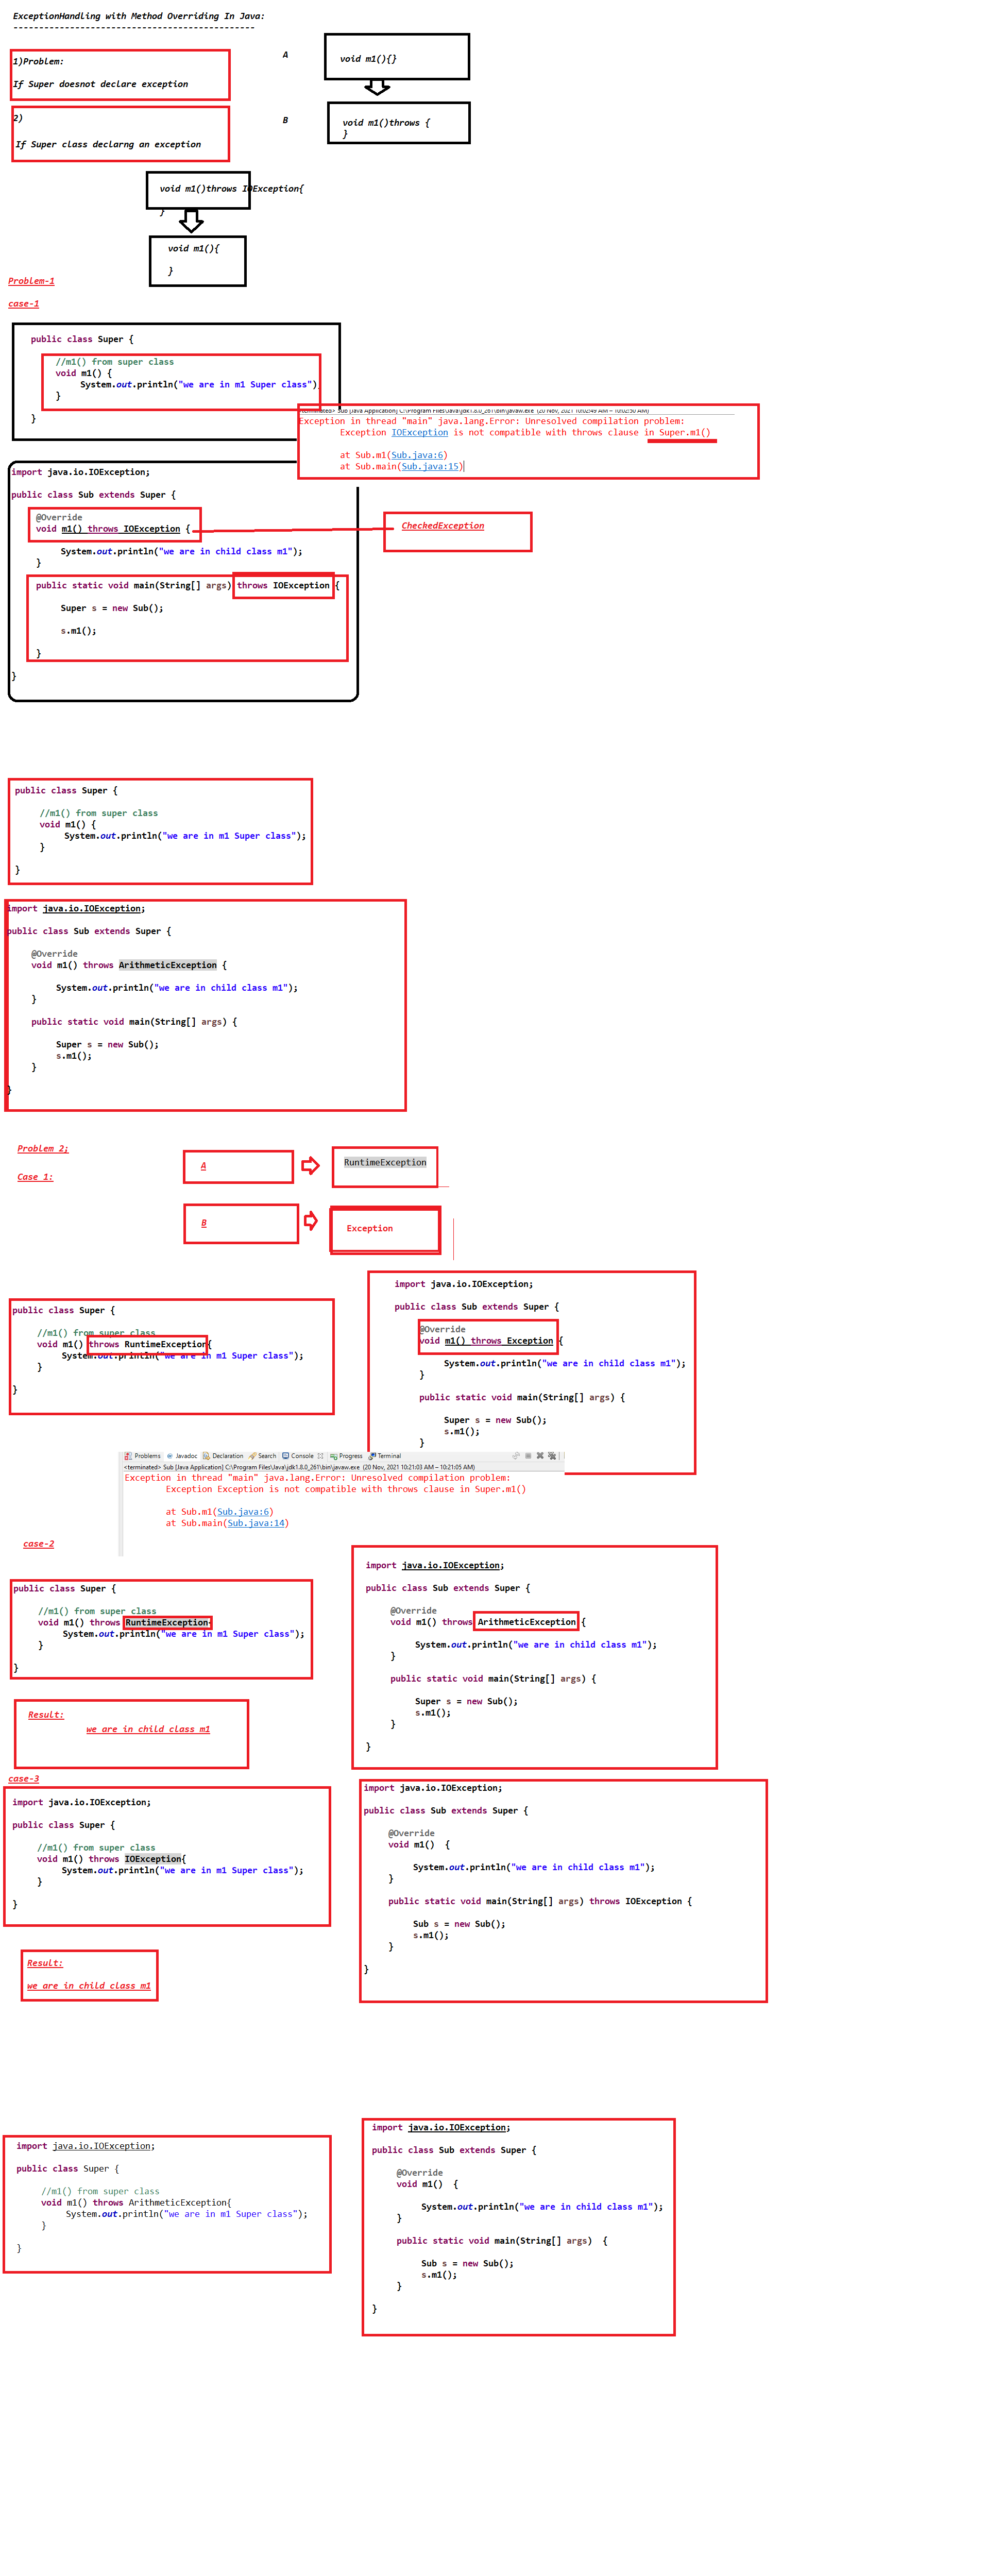 ExceptionHandling with Method Overriding In Java:
------------------------------------------------
1)Problem:
If Super doesnot declare exception
2)
If Super class declarng an exception
A
void m1(){}
B
void m1()throws {
}
void m1()throws IOException{
}
void m1(){
}
Problem-1
case-1
public class Super {
//m1() from super class
void m1() {
System.out.println("we are in m1 Super class")
}
}
<terminated> Sub [Java Application] C:\Program Files\Java\jdk1.8.0_261\bin\javaw.exe (20 Nov, 2021 10:02:49 AM – 10:02:50 AM)
Exception in thread "main" java.lang.Error: Unresolved compilation problem:
Exception IOException is not compatible with throws clause in Super.m1()
at Sub.m1(Sub.java:6)
at Sub.main(Sub.java:15)
import java.io.IOException;
public class Sub extends Super {
@Override
void m1() throws IOException {
System.out.println("we are in child class m1");
}
public static void main(String[] args) throws IOException {
Super s = new Sub();
s.m1();
}
}
CheckedException
public class Super {
//m1() from super class
void m1() {
System.out.println("we are in m1 Super class");
}
}
import java.io.IOException;
public class Sub extends Super {
@Override
void m1() throws ArithmeticException {
System.out.println("we are in child class m1");
}
public static void main(String[] args) {
Super s = new Sub();
s.m1();
}
}
Problem 2;
Case 1:
A
RuntimeException
B
Exception
public class Super {
//m1() from super class
void m1() throws RuntimeException{
System.out.println("we are in m1 Super class");
}
}
import java.io.IOException;
public class Sub extends Super {
@Override
void m1() throws Exception {
System.out.println("we are in child class m1");
}
public static void main(String[] args) {
Super s = new Sub();
s.m1();
}
Problems Javadoc Declaration Search Console Progress Terminal
<terminated> Sub [Java Application] C:\Program Files\Java\jdk1.8.0_261\bin\javaw.exe (20 Nov, 2021 10:21:03 AM – 10:21:05 AM)
Exception in thread "main" java.lang.Error: Unresolved compilation problem:
Exception Exception is not compatible with throws clause in Super.m1()
at Sub.m1(Sub.java:6)
at Sub.main(Sub.java:14)
case-2
public class Super {
//m1() from super class
void m1() throws RuntimeException{
System.out.println("we are in m1 Super class");
}
}
import java.io.IOException;
public class Sub extends Super {
@Override
void m1() throws ArithmeticException {
System.out.println("we are in child class m1");
}
public static void main(String[] args) {
Super s = new Sub();
s.m1();
}
}
Result:
we are in child class m1
case-3
import java.io.IOException;
public class Super {
//m1() from super class
void m1() throws IOException{
System.out.println("we are in m1 Super class");
}
}
import java.io.IOException;
public class Sub extends Super {
@Override
void m1()  {
System.out.println("we are in child class m1");
}
public static void main(String[] args) throws IOException {
Sub s = new Sub();
s.m1();
}
}
Result:
we are in child class m1
import java.io.IOException;
public class Super {
//m1() from super class
void m1() throws ArithmeticException{
System.out.println("we are in m1 Super class");
}
}
import java.io.IOException;
public class Sub extends Super {
@Override
void m1()  {
System.out.println("we are in child class m1");
}
public static void main(String[] args)  {
Sub s = new Sub();
s.m1();
}
}